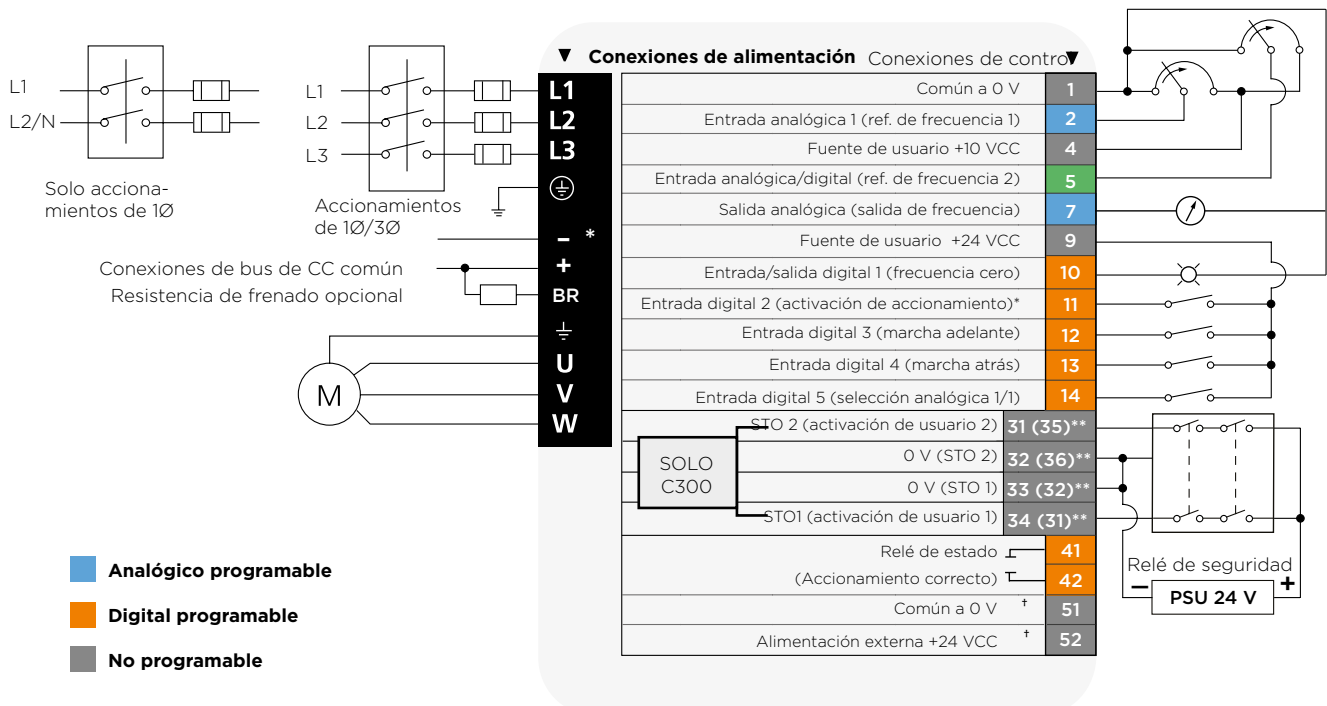 ▼ Conexiones de alimentación Conexiones de contro▼
L1
L2/N
Solo acciona-
mientos de 1Ø
L1
L2
L3
Accionamientos
de 1Ø/3Ø
Conexiones de bus de CC común
Resistencia de frenado opcional
M
L1
L2
L3
- *
+
BR
U
V
W
Común a 0 V 1
Entrada analógica 1 (ref. de frecuencia 1) 2
Fuente de usuario +10 VCC 4
Entrada analógica/digital (ref. de frecuencia 2) 5
Salida analógica (salida de frecuencia) 7
Fuente de usuario +24 VCC 9
Entrada/salida digital 1 (frecuencia cero) 10
Entrada digital 2 (activación de accionamiento)* 11
Entrada digital 3 (marcha adelante) 12
Entrada digital 4 (marcha atrás) 13
Entrada digital 5 (selección analógica 1/1) 14
SOLO
C300
STO 2 (activación de usuario 2) 31 (35)**
0 V (STO 2) 32 (36)**
0 V (STO 1) 33 (32)**
STO1 (activación de usuario 1) 34 (31)**
Relé de estado 41
(Accionamiento correcto) 42
Común a 0 V † 51
Alimentación externa +24 VCC † 52
Relé de seguridad
− PSU 24 V +
Analógico programable
Digital programable
No programable